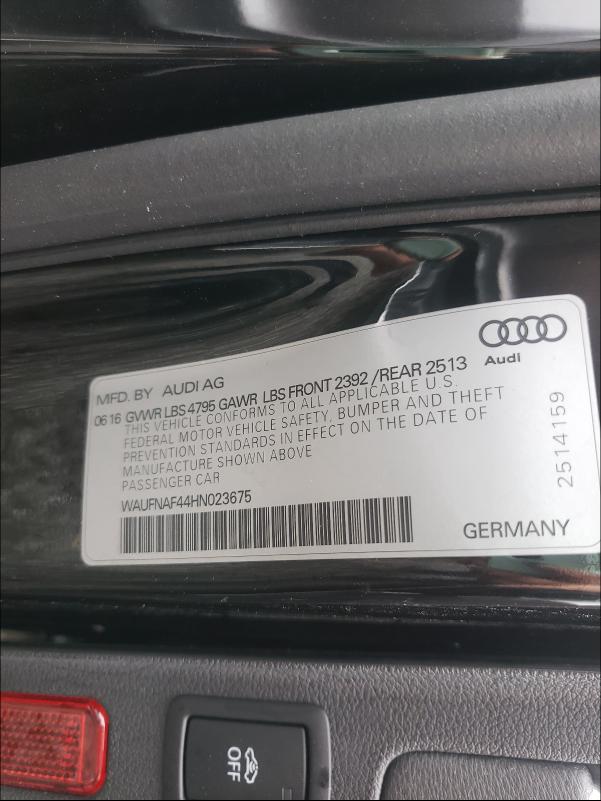 Audi
MFD. BY AUDI AG
06 16 GVWR LBS 4795 GAWR LBS FRONT 2392 /REAR 2513
THIS VEHICLE CONFORMS TO ALL APPLICABLE U.S.
FEDERAL MOTOR VEHICLE SAFETY, BUMPER AND THEFT
PREVENTION STANDARDS IN EFFECT ON THE DATE OF
MANUFACTURE SHOWN ABOVE
PASSENGER CAR
WAUFNAF44HN023675
2514159
GERMANY
OFF